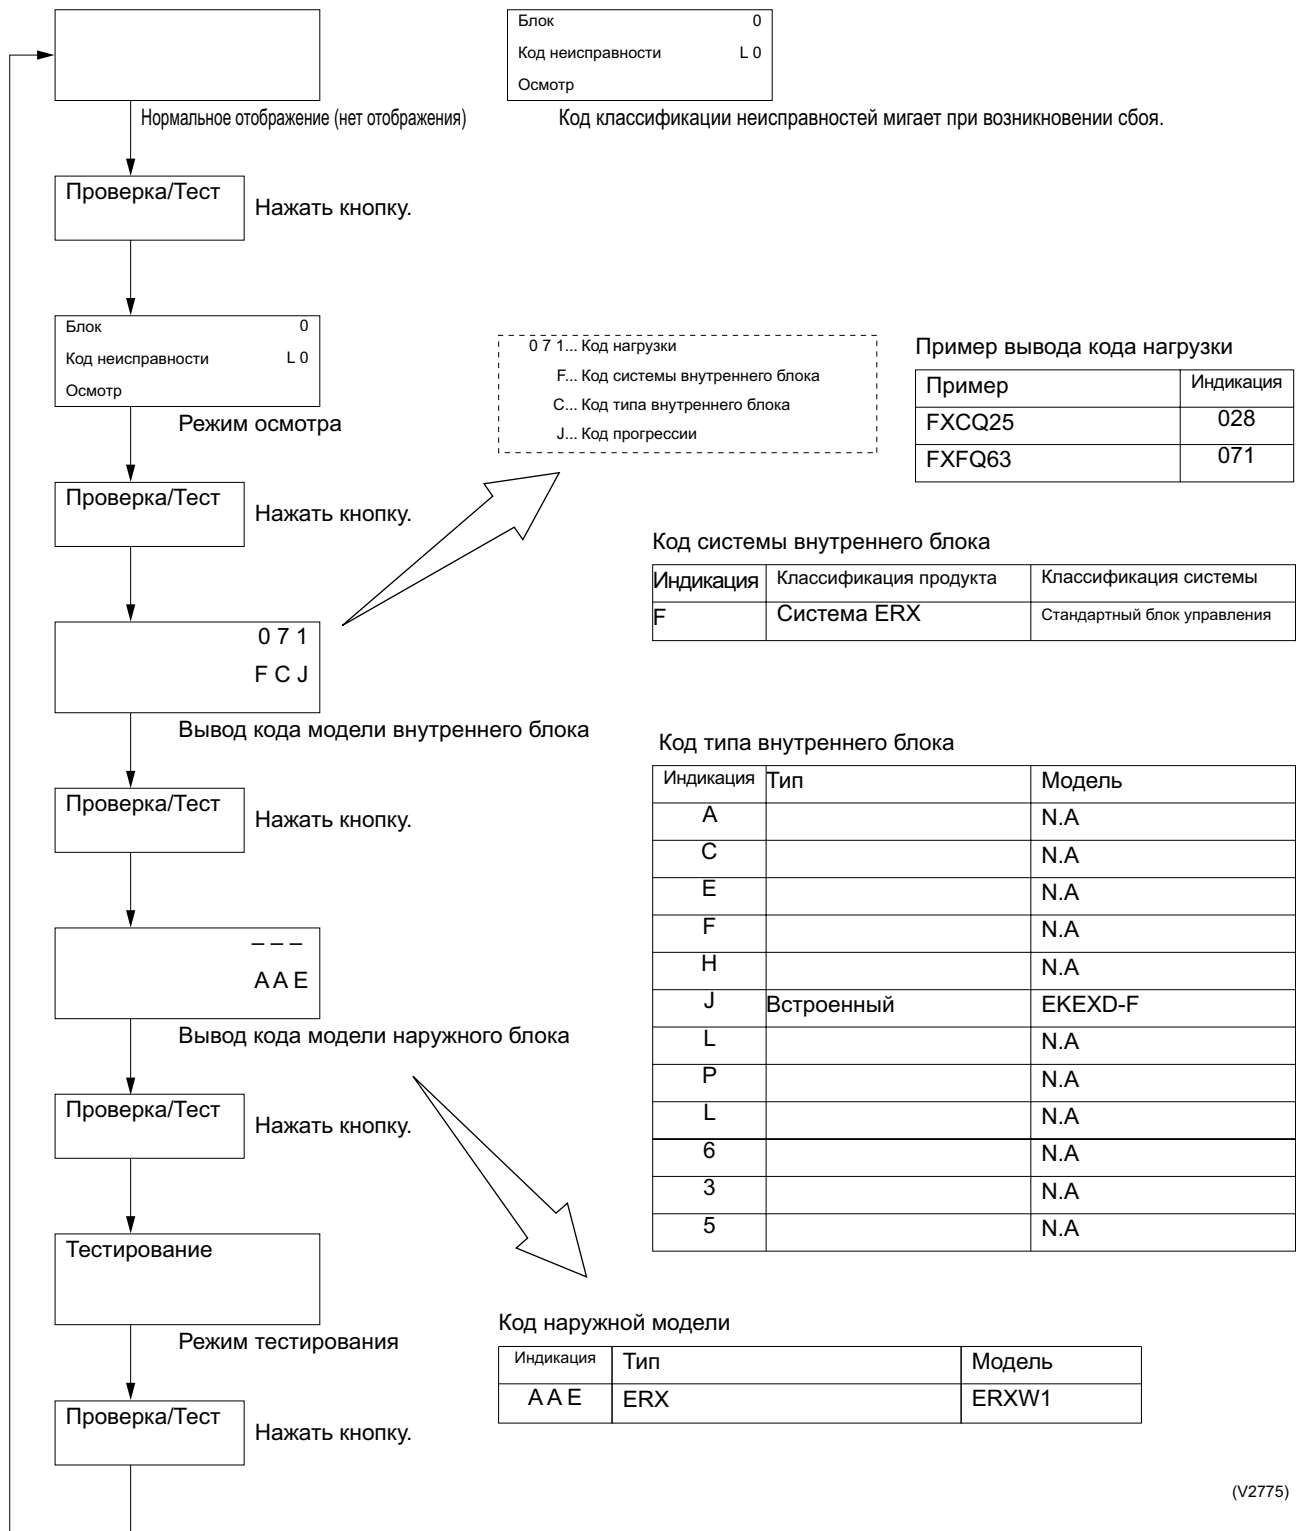 Блок 0
Код неисправности L 0
Осмотр
Нормальное отображение (нет отображения)
Код классификации неисправностей мигает при возникновении сбоя.
Проверка/Тест
Нажать кнопку.
Блок 0
Код неисправности L 0
Осмотр
Режим осмотра
0 7 1... Код нагрузки
F... Код системы внутреннего блока
C... Код типа внутреннего блока
J... Код прогрессии
Пример вывода кода нагрузки
Пример Индикация
FXCQ25 028
FXFQ63 071
Проверка/Тест
Нажать кнопку.
Код системы внутреннего блока
Индикация Классификация продукта Классификация системы
F Система ERX Стандартный блок управления
0 7 1
F C J
Вывод кода модели внутреннего блока
Код типа внутреннего блока
Индикация Тип Модель
A N.A
C N.A
E N.A
F N.A
H N.A
J Встроенный EKEXD-F
L N.A
P N.A
L N.A
6 N.A
3 N.A
5 N.A
Проверка/Тест
Нажать кнопку.
– – –
A A E
Вывод кода модели наружного блока
Проверка/Тест
Нажать кнопку.
Тестирование
Режим тестирования
Код наружной модели
Индикация Тип Модель
A A E ERX ERXW1
Проверка/Тест
Нажать кнопку.
(V2775)